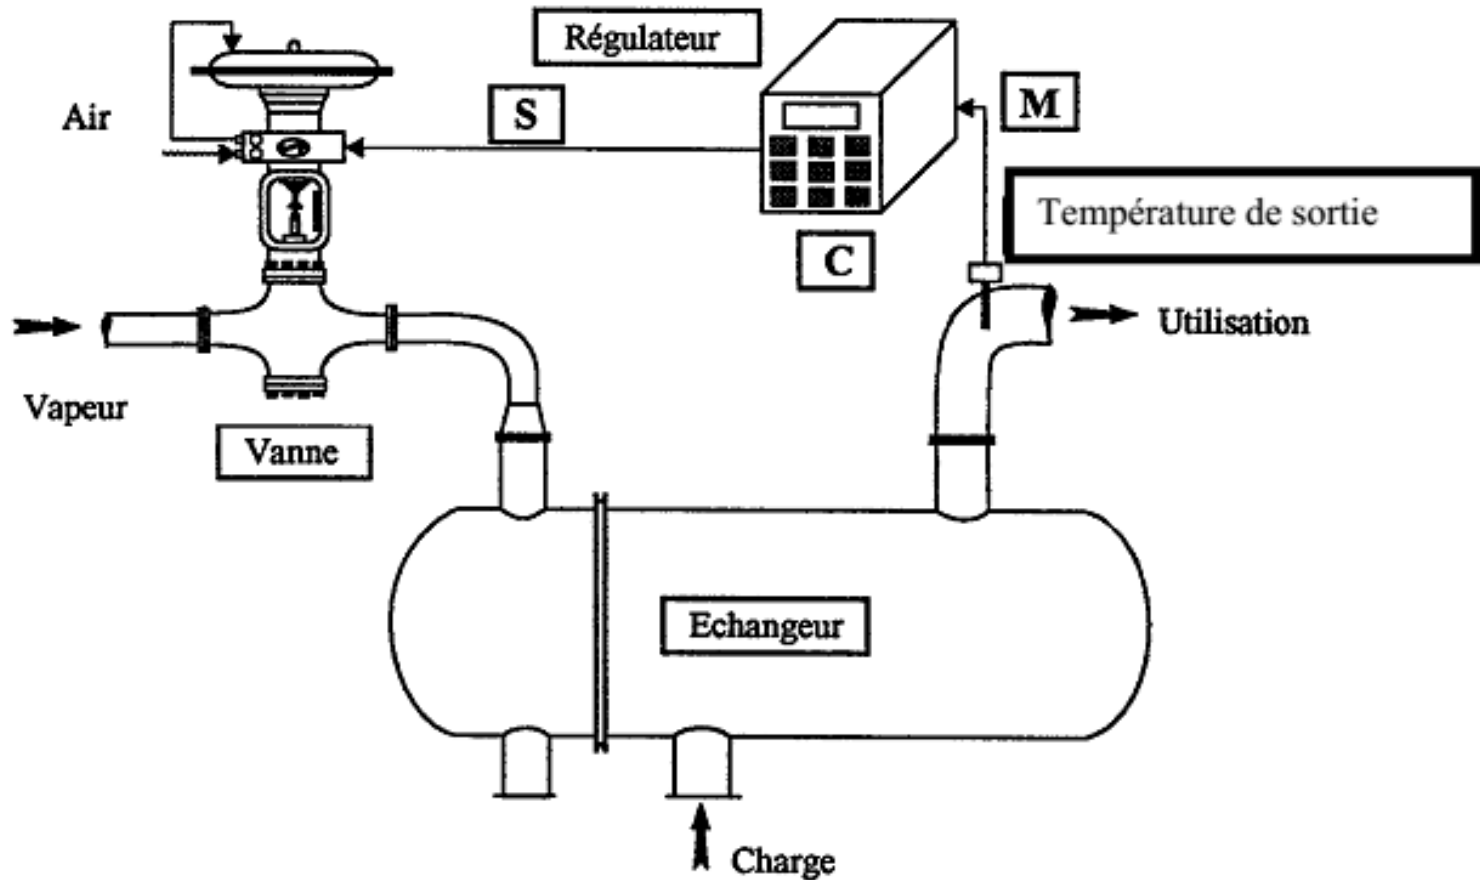 Régulateur
S
M
Air
Température de sortie
C
Utilisation
Vapeur
Vanne
Echangeur
Charge